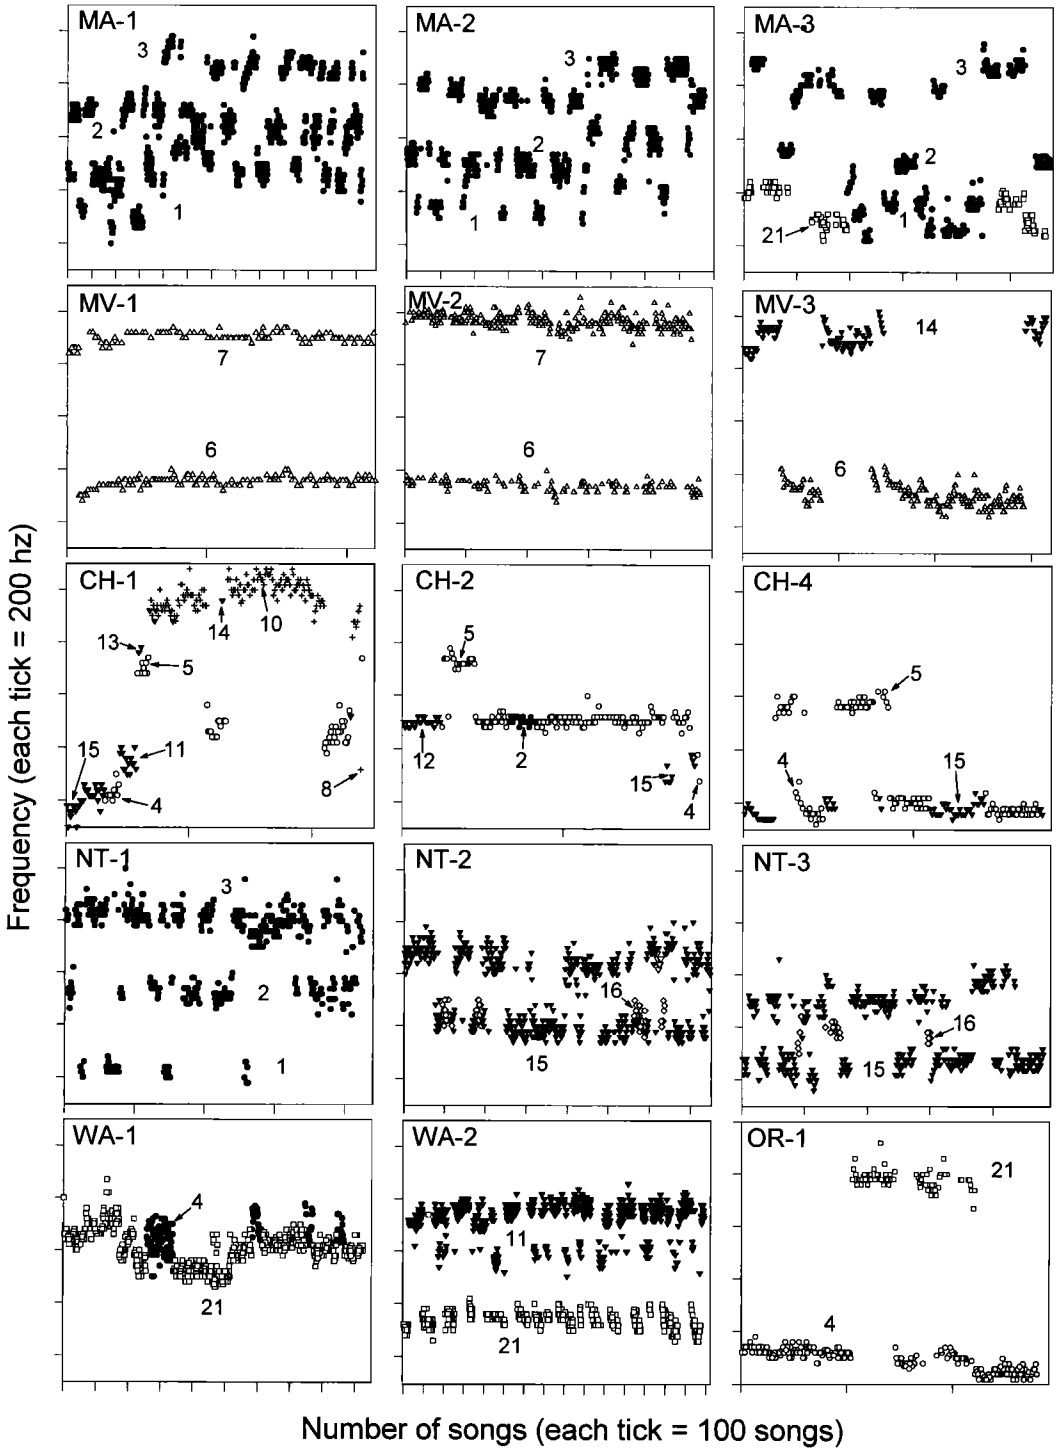 MA-1
3
2
1
MA-2
3
2
1
MA-3
3
2
21
1
MV-1
7
6
MV-2
7
6
MV-3
14
6
CH-1
13
5
14
10
15
11
4
8
CH-2
5
12
2
15
4
CH-4
5
4
15
NT-1
3
2
1
NT-2
16
15
NT-3
16
15
WA-1
4
21
WA-2
11
21
OR-1
21
4
Frequency (each tick = 200 hz)
Number of songs (each tick = 100 songs)